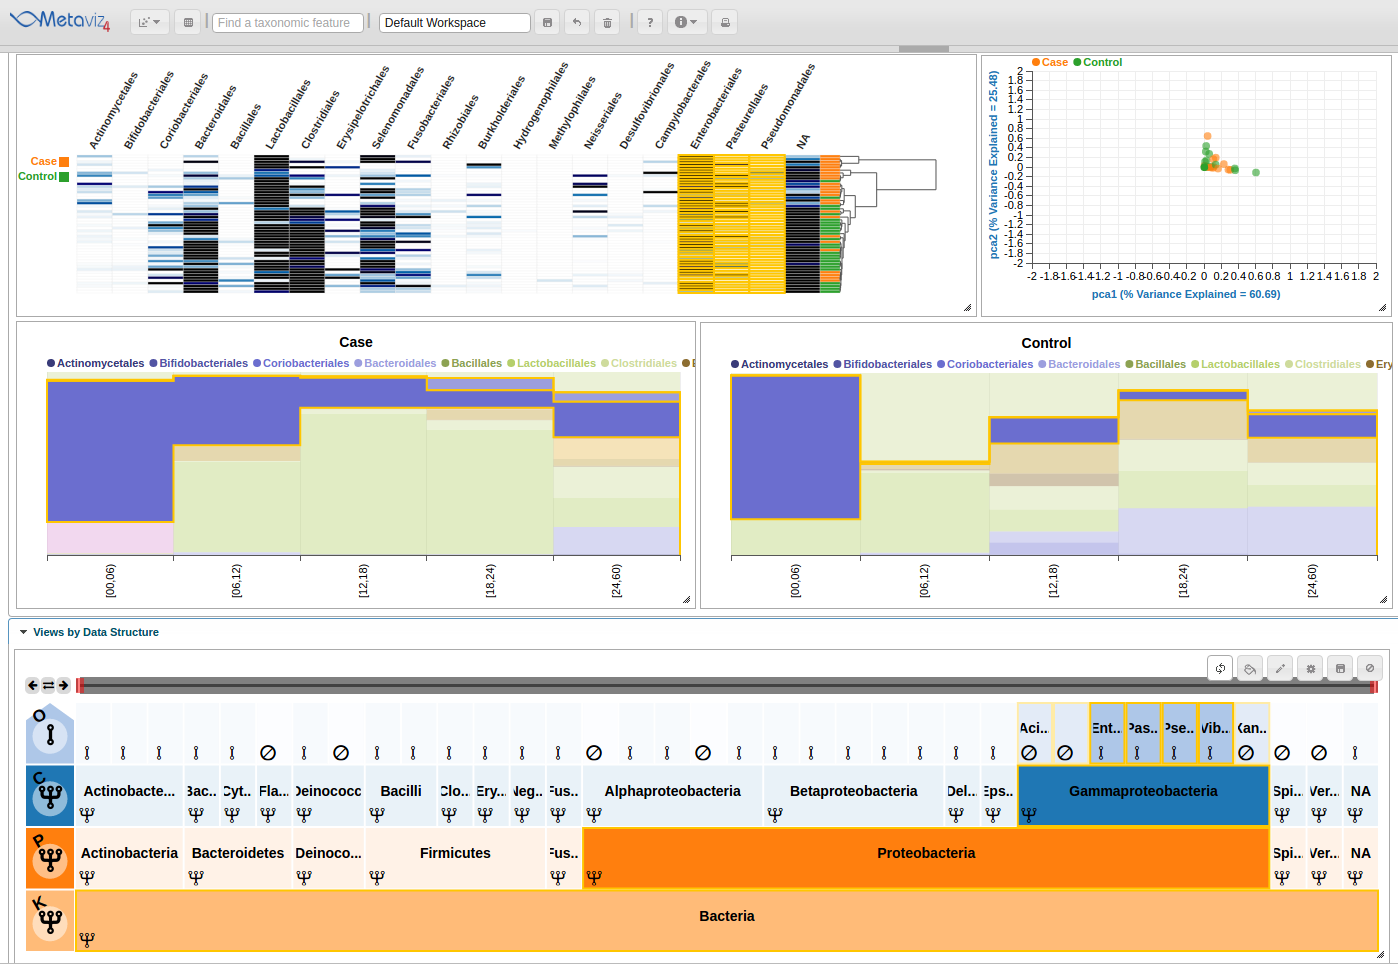 Metaviz 4
Find a taxonomic feature
Default Workspace
?
Actinomycetales
Bifidobacteriales
Coriobacteriales
Bacteroidales
Bacillales
Lactobacillales
Clostridiales
Erysipelotrichales
Selenomonadales
Fusobacteriales
Rhizobiales
Burkholderiales
Hydrogenophilales
Methylophilales
Neisseriales
Desulfovibrionales
Campylobacterales
Enterobacteriales
Pasteurellales
Pseudomonadales
NA
Case
Control
Case Control
2
1.8
1.6
1.4
1.2
1
0.8
0.6
0.4
0.2
0
-0.2
-0.4
-0.6
-0.8
-1
-1.2
-1.4
-1.6
-1.8
-2
pca2 (% Variance Explained = 25.48)
-2 -1.8 -1.6 -1.4 -1.2 -1 -0.8 -0.6 -0.4 -0.2 0 0.2 0.4 0.6 0.8 1 1.2 1.4 1.6 1.8 2
pca1 (% Variance Explained = 60.69)
Case
Actinomycetales Bifidobacteriales Coriobacteriales Bacteroidales Bacillales Lactobacillales Clostridiales E
[00,06)
[06,12)
[12,18)
[18,24)
[24,60)
Control
Actinomycetales Bifidobacteriales Coriobacteriales Bacteroidales Bacillales Lactobacillales Clostridiales Ery
[00,06)
[06,12)
[12,18)
[18,24)
[24,60)
Views by Data Structure
O
Aci... Ent... Pas... Pse... Vib... Xan...
C
Actinobacte... Bac... Cyt... Fla... Deinococc Bacilli Clo... Ery... Neg... Fus... Alphaproteobacteria Betaproteobacteria Del... Eps.. Gammaproteobacteria Spi... Ver... NA
P
Actinobacteria Bacteroidetes Deinoco... Firmicutes Fus... Proteobacteria Spi... Ver... NA
K
Bacteria